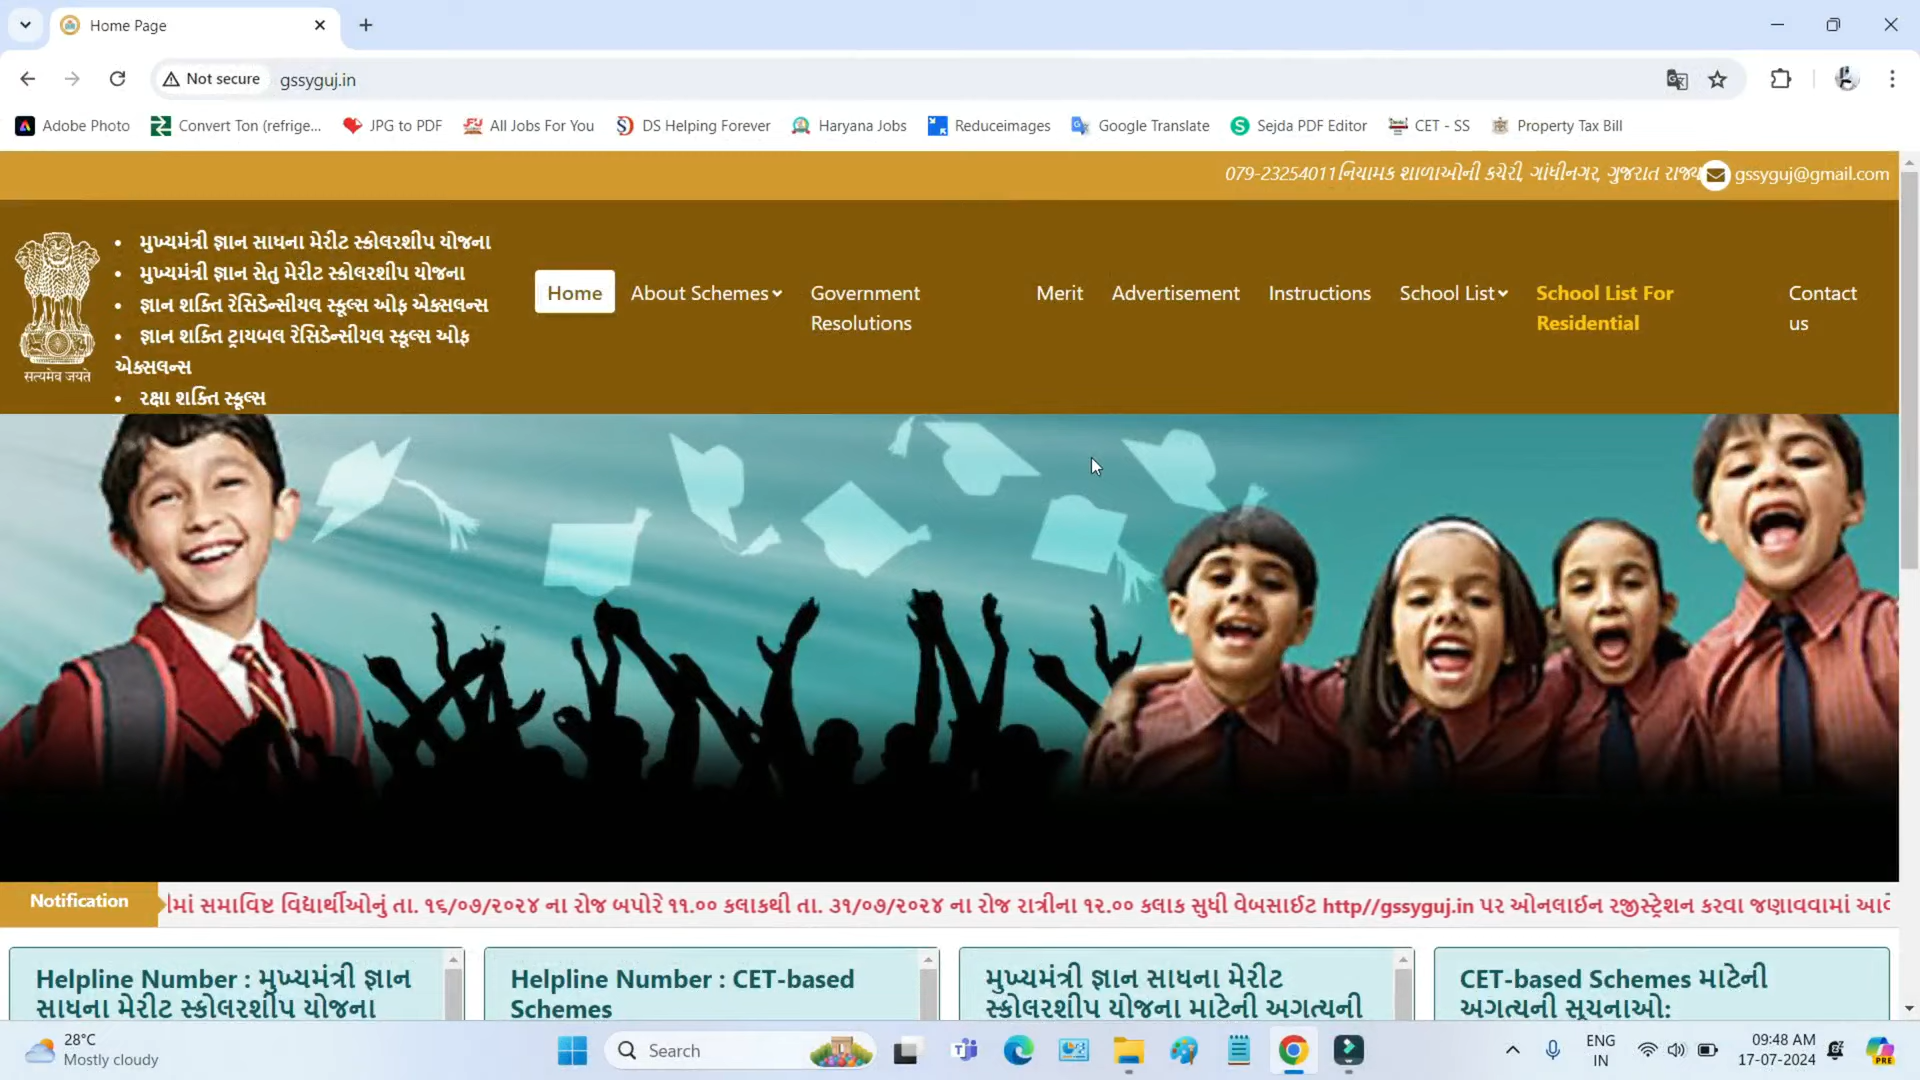 Home Page
Not secure
gssyguj.in
Adobe Photo
Convert Ton (refrige...
JPG to PDF
All Jobs For You
DS Helping Forever
Haryana Jobs
Reduceimages
Google Translate
Sejda PDF Editor
CET - SS
Property Tax Bill
079-23254011 નિયામક શાળાઓની કચેરી, ગાંધીનગર, ગુજરાત રાજ્ય gssyguj@gmail.com
• મુખ્યમંત્રી જ્ઞાન સાધના મેરીટ સ્કોલરશીપ યોજના
• મુખ્યમંત્રી જ્ઞાન સેતુ મેરીટ સ્કોલરશીપ યોજના
• જ્ઞાન શક્તિ રેસિડેન્સીયલ સ્કૂલ્સ ઓફ એક્સલન્સ
• જ્ઞાન શક્તિ ટ્રાયબલ રેસિડેન્સીયલ સ્કૂલ્સ ઓફ
એક્સલન્સ
• રક્ષા શક્તિ સ્કૂલ્સ
सत्यमेव जयते
Home
About Schemes
Government
Resolutions
Merit
Advertisement
Instructions
School List
School List For
Residential
Contact
us
Notification
માં સમાવિષ્ટ વિદ્યાર્થીઓનું તા. ૧૬/૦૭/૨૦૨૪ ના રોજ બપોરે ૧૧.૦૦ કલાકથી તા. ૩૧/૦૭/૨૦૨૪ ના રોજ રાત્રીના ૧૨.૦૦ કલાક સુધી વેબસાઈટ http//gssyguj.in પર ઓનલાઈન રજીસ્ટ્રેશન કરવા જણાવવામાં
Helpline Number : મુખ્યમંત્રી જ્ઞાન
સાધના મેરીટ સ્કોલરશીપ યોજના
Helpline Number : CET-based
Schemes
મુખ્યમંત્રી જ્ઞાન સાધના મેરીટ
સ્કોલરશીપ યોજના માટેની અગત્યની
CET-based Schemes માટેની
અગત્યની સૂચનાઓ:
28°C
Mostly cloudy
Search
ENG
IN
09:48 AM
17-07-2024
PRE